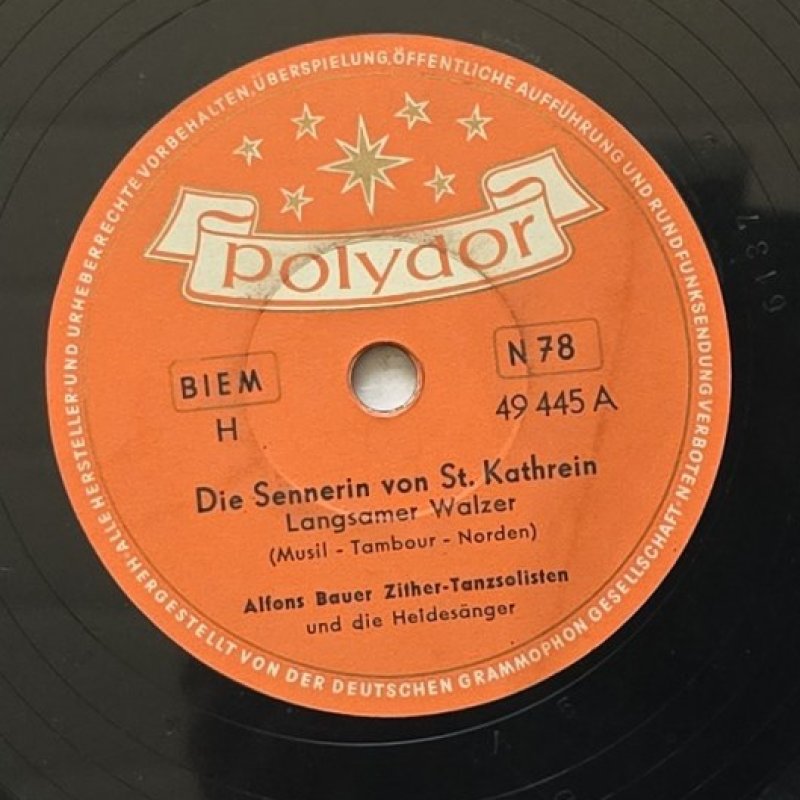 ALLE HERSTELLER- UND URHEBERRECHTE VORBEHALTEN. ÜBERSPIELUNG, ÖFFENTLICHE AUFFÜHRUNG UND RUNDFUNKSENDUNG VERBOTEN
polydor
BIEM
N 78
H
49 445 A
Die Sennerin von St. Kathrein
Langsamer Walzer
(Musil - Tambour - Norden)
Alfons Bauer Zither-Tanzsolisten
und die Heidesänger
HERGESTELLT VON DER DEUTSCHEN GRAMMOPHON GESELLSCHAFT